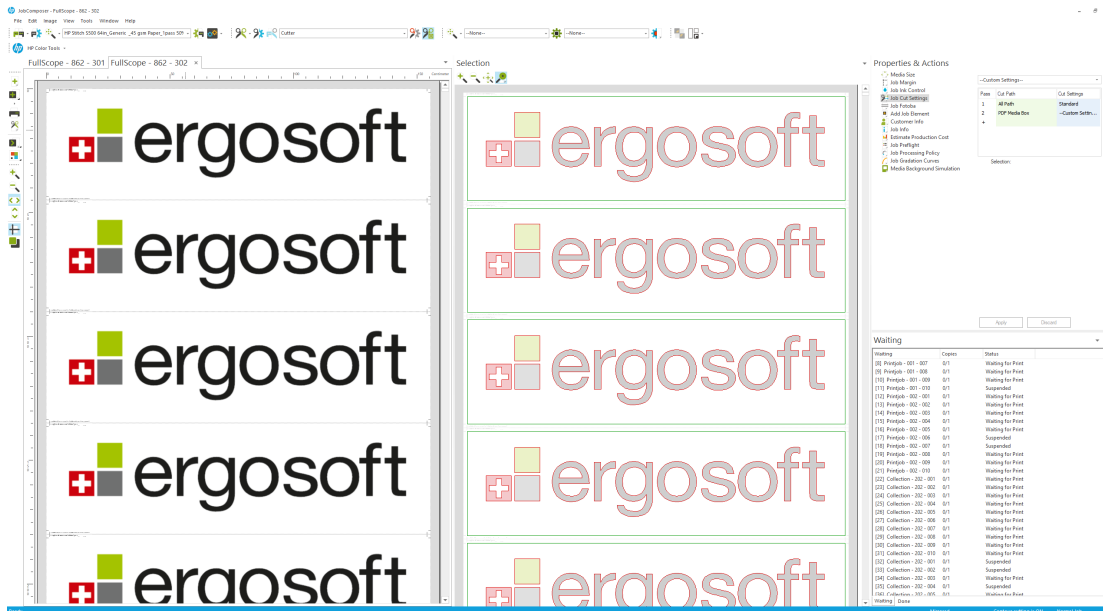 JobComposer - FullScope - 862 - 302
File Edit Image View Tools Window Help
HP Stitch S500 64in_Generic _45 gsm Paper_1pass 50% Cutter --None-- --None--
HP Color Tools
FullScope - 862 - 301 FullScope - 862 - 302 ×
Centimeter
ergosoft
ergosoft
ergosoft
ergosoft
ergosoft
Selection
ergosoft
ergosoft
ergosoft
ergosoft
ergosoft
Properties & Actions
Media Size
Job Margin
Job Ink Control
Job Cut Settings
Job Fotoba
Add Job Element
Customer Info
Job Info
Estimate Production Cost
Job Preflight
Job Processing Policy
Job Gradation Curves
Media Background Simulation
--Custom Settings--
Pass Cut Path Cut Settings
1 All Path Standard
2 PDF Media Box --Custom Settin...
+
Selection:
Apply Discard
Waiting
Waiting Copies Status
[8] Printjob - 001 - 007 0/1 Waiting for Print
[9] Printjob - 001 - 008 0/1 Waiting for Print
[10] Printjob - 001 - 009 0/1 Waiting for Print
[11] Printjob - 001 - 010 0/1 Suspended
[12] Printjob - 002 - 001 0/1 Waiting for Print
[13] Printjob - 002 - 002 0/1 Waiting for Print
[14] Printjob - 002 - 003 0/1 Waiting for Print
[15] Printjob - 002 - 004 0/1 Waiting for Print
[16] Printjob - 002 - 005 0/1 Waiting for Print
[17] Printjob - 002 - 006 0/1 Suspended
[18] Printjob - 002 - 007 0/1 Suspended
[19] Printjob - 002 - 008 0/1 Waiting for Print
[20] Printjob - 002 - 009 0/1 Waiting for Print
[21] Printjob - 002 - 010 0/1 Waiting for Print
[22] Collection - 202 - 001 0/1 Waiting for Print
[23] Collection - 202 - 002 0/1 Waiting for Print
[24] Collection - 202 - 003 0/1 Waiting for Print
[25] Collection - 202 - 004 0/1 Waiting for Print
[26] Collection - 202 - 005 0/1 Waiting for Print
[27] Collection - 202 - 006 0/1 Waiting for Print
[28] Collection - 202 - 007 0/1 Waiting for Print
[29] Collection - 202 - 008 0/1 Waiting for Print
[30] Collection - 202 - 009 0/1 Waiting for Print
[31] Collection - 202 - 010 0/1 Waiting for Print
[32] Collection - 202 - 001 0/1 Suspended
[33] Collection - 202 - 002 0/1 Suspended
[34] Collection - 202 - 003 0/1 Waiting for Print
[35] Collection - 202 - 004 0/1 Suspended
[36] Collection - 202 - 005 0/1 Waiting for Print
Waiting Done